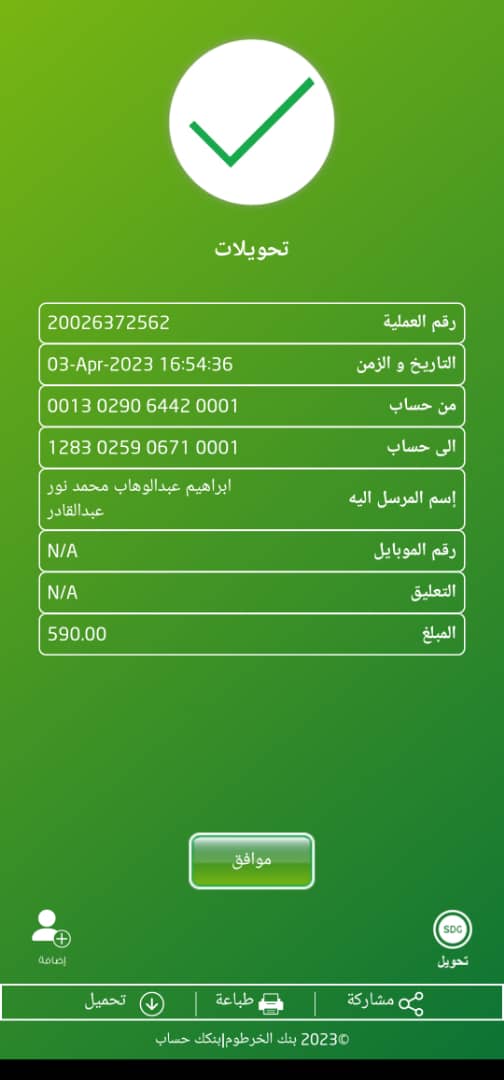 تحويلات
رقم العملية 20026372562
التاريخ و الزمن 03-Apr-2023 16:54:36
من حساب 0013 0290 6442 0001
الى حساب 1283 0259 0671 0001
إسم المرسل اليه ابراهيم عبدالوهاب محمد نور
عبدالقادر
رقم الموبايل N/A
التعليق N/A
المبلغ 590.00
موافق
SDG
تحويل
إضافة
مشاركة | طباعة | تحميل
©2023 بنك الخرطوم|بنكك حساب